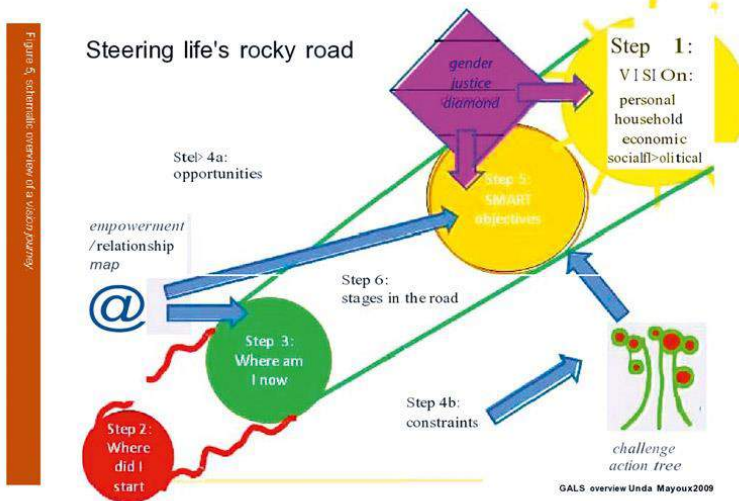 Figure 5, schematic overview of a vision journey
Steering life's rocky road
gender
justice
diamond
Step 1:
VISIOn:
personal
household
economic
socialfl>olitical
Stel> 4a:
opportunities
Step 5:
SMART
objectives
empowerment
/relationship
map
@
Step 6:
stages in the road
Step 3:
Where am
I now
Step 4b:
constraints
Step 2:
Where
did I
start
challenge
action tree
GALS overview Unda Mayoux2009